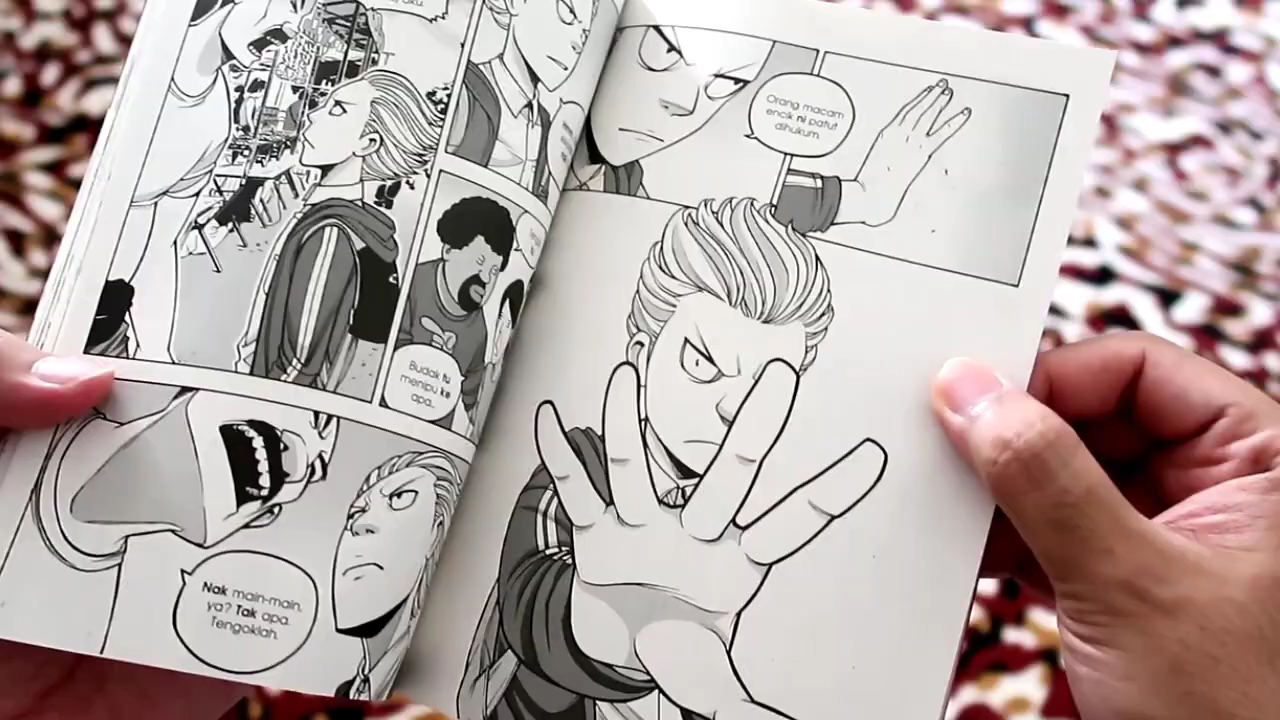 Budak tu
menipu ke
apa..
Nak main-main,
ya? Tak apa.
Tengoklah.
Orang macam
encik ni patut
dihukum.